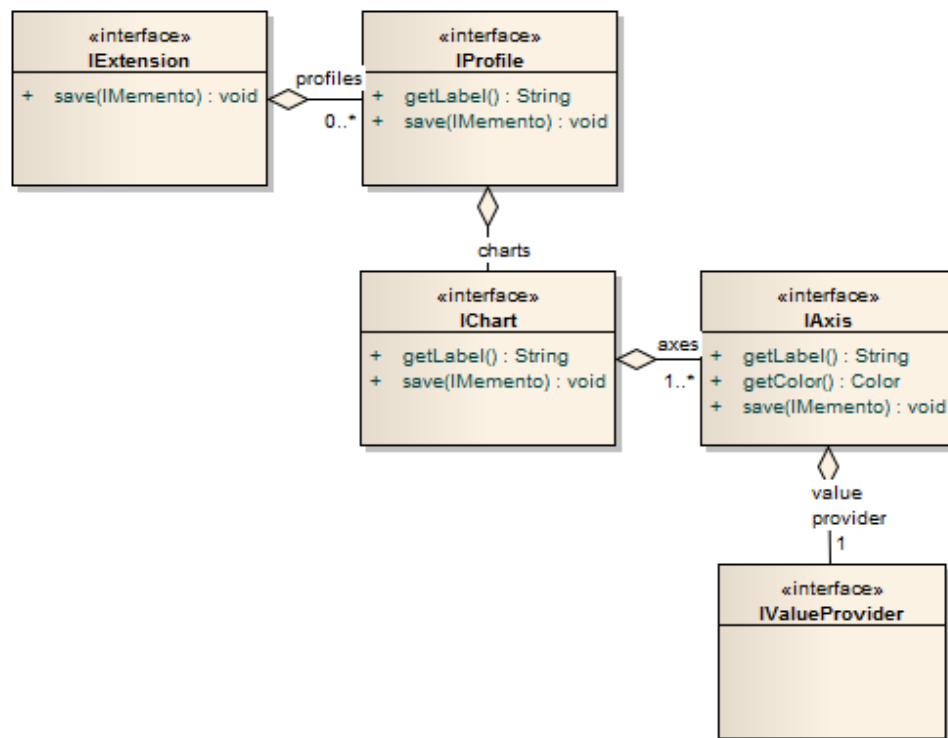 «interface»
IExtension
+ save(IMemento) : void
profiles
0..*
«interface»
IProfile
+ getLabel() : String
+ save(IMemento) : void
charts
«interface»
IChart
+ getLabel() : String
+ save(IMemento) : void
axes
1..*
«interface»
IAxis
+ getLabel() : String
+ getColor() : Color
+ save(IMemento) : void
value
provider
1
«interface»
IValueProvider